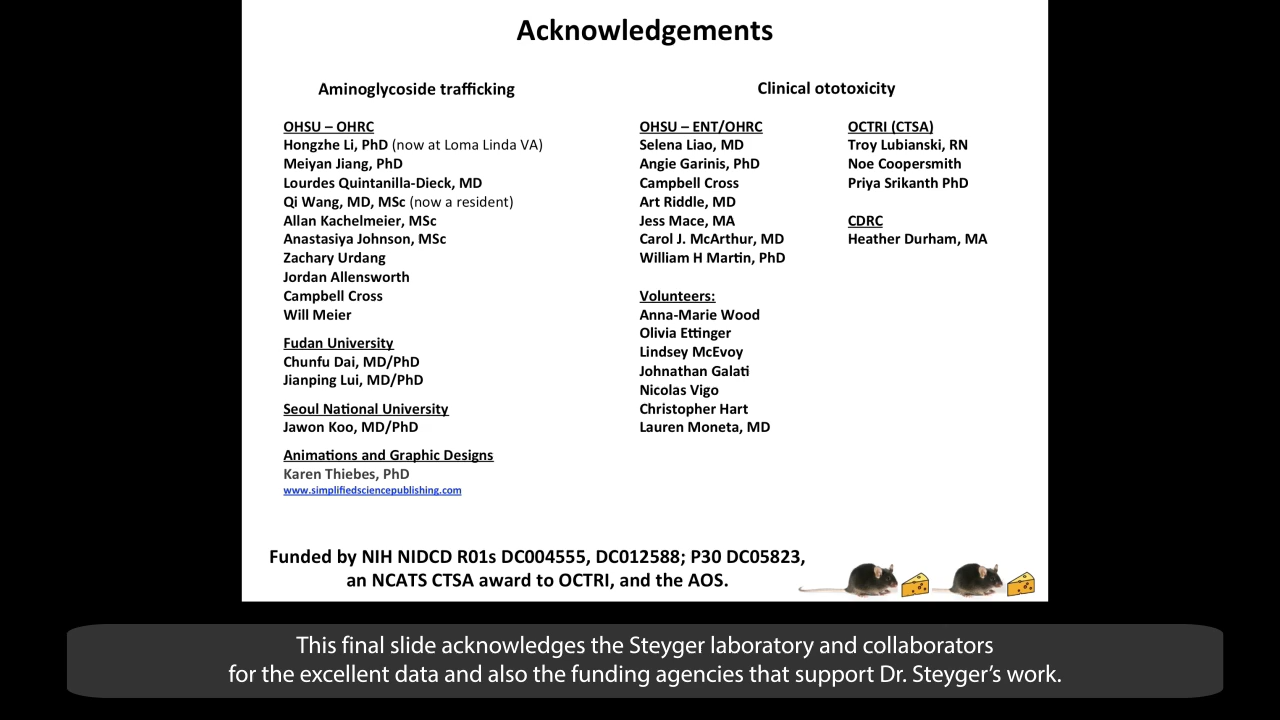 Acknowledgements
Aminoglycoside trafficking
OHSU – OHRC
Hongzhe Li, PhD (now at Loma Linda VA)
Meiyan Jiang, PhD
Lourdes Quintanilla-Dieck, MD
Qi Wang, MD, MSc (now a resident)
Allan Kachelmeier, MSc
Anastasiya Johnson, MSc
Zachary Urdang
Jordan Allensworth
Campbell Cross
Will Meier
Fudan University
Chunfu Dai, MD/PhD
Jianping Lui, MD/PhD
Seoul National University
Jawon Koo, MD/PhD
Animations and Graphic Designs
Karen Thiebes, PhD
www.simplifiedsciencepublishing.com
Clinical ototoxicity
OHSU – ENT/OHRC
Selena Liao, MD
Angie Garinis, PhD
Campbell Cross
Art Riddle, MD
Jess Mace, MA
Carol J. McArthur, MD
William H Martin, PhD
Volunteers:
Anna-Marie Wood
Olivia Ettinger
Lindsey McEvoy
Johnathan Galati
Nicolas Vigo
Christopher Hart
Lauren Moneta, MD
OCTRI (CTSA)
Troy Lubianski, RN
Noe Coopersmith
Priya Srikanth PhD
CDRC
Heather Durham, MA
Funded by NIH NIDCD R01s DC004555, DC012588; P30 DC05823,
an NCATS CTSA award to OCTRI, and the AOS.
This final slide acknowledges the Steyger laboratory and collaborators
for the excellent data and also the funding agencies that support Dr. Steyger’s work.